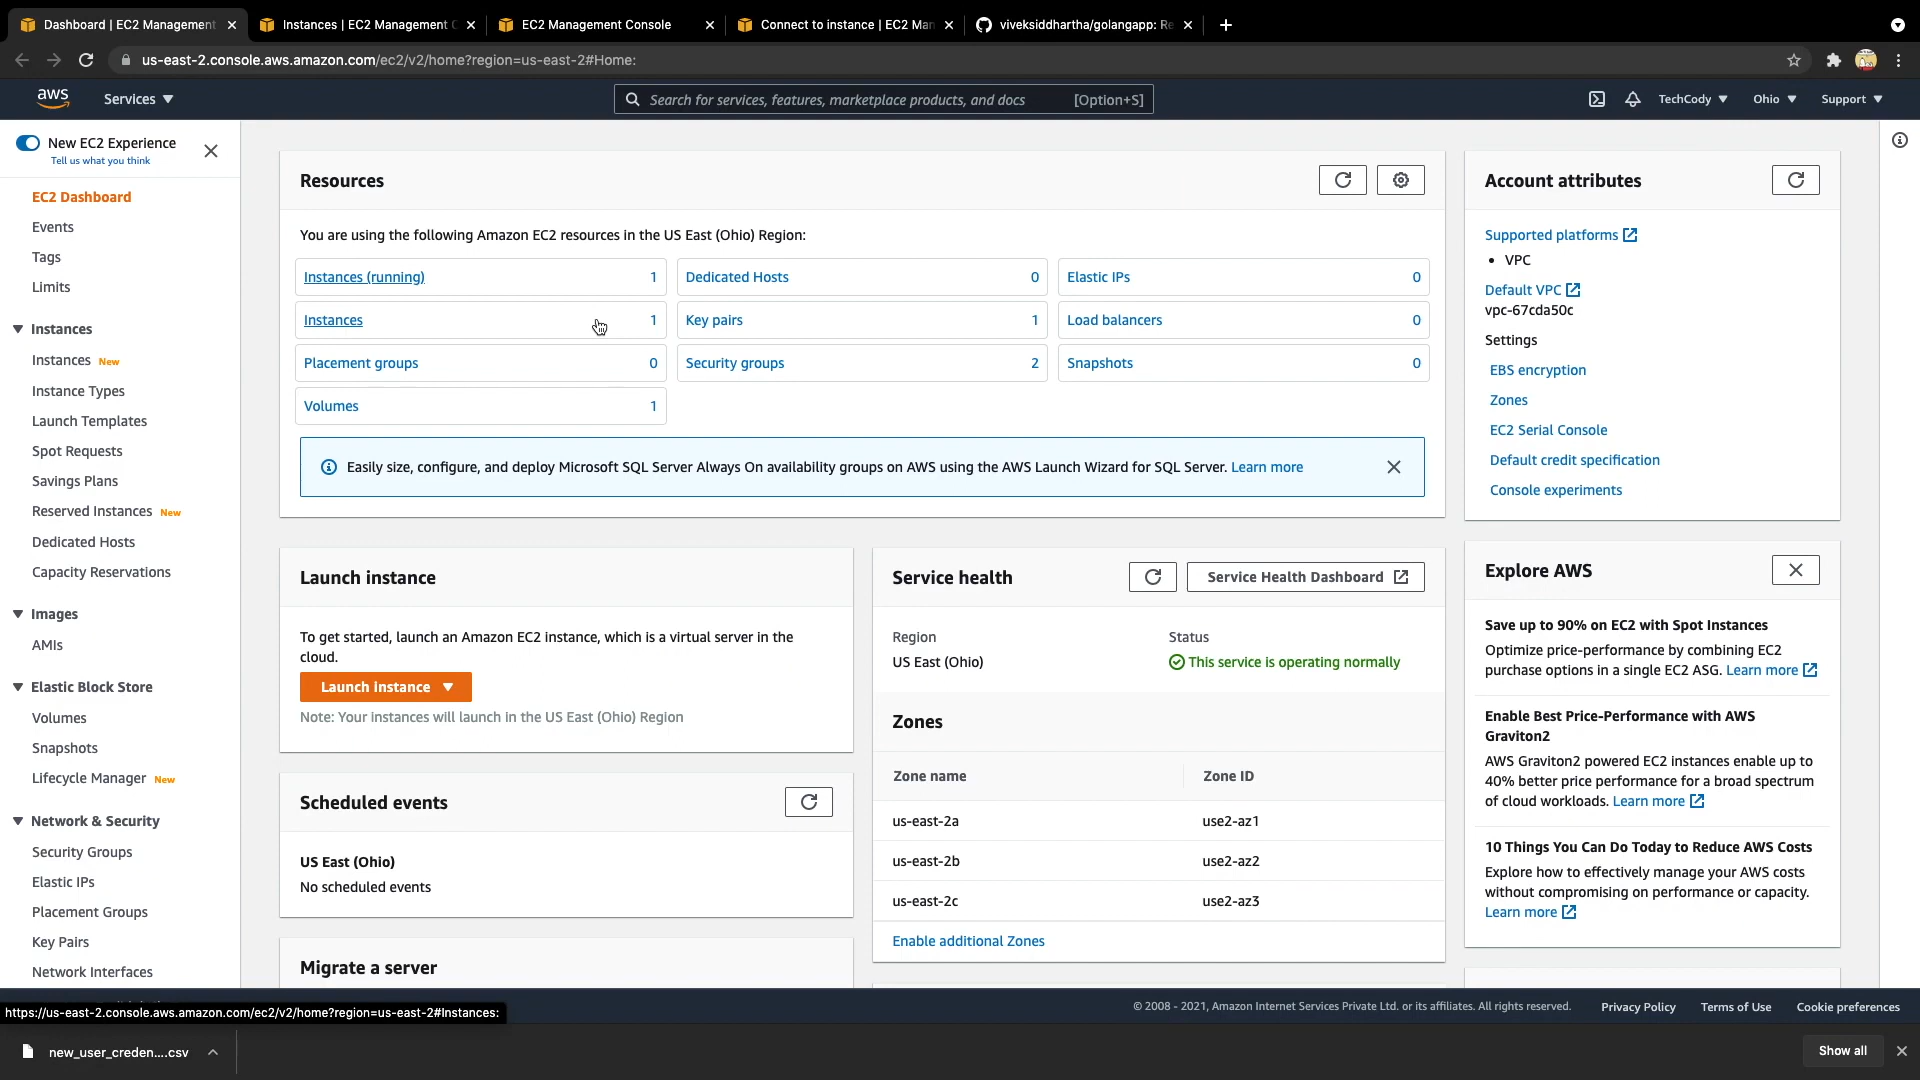 Dashboard | EC2 Management
Instances | EC2 Management C
EC2 Management Console
Connect to instance | EC2 Man
viveksiddhartha/golangapp: Re
us-east-2.console.aws.amazon.com/ec2/v2/home?region=us-east-2#Home:
aws
Services
Search for services, features, marketplace products, and docs
[Option+S]
TechCody
Ohio
Support
New EC2 Experience
Tell us what you think
EC2 Dashboard
Events
Tags
Limits
Instances
Instances New
Instance Types
Launch Templates
Spot Requests
Savings Plans
Reserved Instances New
Dedicated Hosts
Capacity Reservations
Images
AMIs
Elastic Block Store
Volumes
Snapshots
Lifecycle Manager New
Network & Security
Security Groups
Elastic IPs
Placement Groups
Key Pairs
Network Interfaces
Resources
You are using the following Amazon EC2 resources in the US East (Ohio) Region:
Instances (running) 1
Dedicated Hosts 0
Elastic IPs 0
Instances 1
Key pairs 1
Load balancers 0
Placement groups 0
Security groups 2
Snapshots 0
Volumes 1
Easily size, configure, and deploy Microsoft SQL Server Always On availability groups on AWS using the AWS Launch Wizard for SQL Server. Learn more
Launch instance
To get started, launch an Amazon EC2 instance, which is a virtual server in the
cloud.
Launch instance
Note: Your instances will launch in the US East (Ohio) Region
Scheduled events
US East (Ohio)
No scheduled events
Migrate a server
Service health
Service Health Dashboard
Region
Status
US East (Ohio)
This service is operating normally
Zones
Zone name
Zone ID
us-east-2a
use2-az1
us-east-2b
use2-az2
us-east-2c
use2-az3
Enable additional Zones
Account attributes
Supported platforms
• VPC
Default VPC
vpc-67cda50c
Settings
EBS encryption
Zones
EC2 Serial Console
Default credit specification
Console experiments
Explore AWS
Save up to 90% on EC2 with Spot Instances
Optimize price-performance by combining EC2
purchase options in a single EC2 ASG. Learn more
Enable Best Price-Performance with AWS
Graviton2
AWS Graviton2 powered EC2 instances enable up to
40% better price performance for a broad spectrum
of cloud workloads. Learn more
10 Things You Can Do Today to Reduce AWS Costs
Explore how to effectively manage your AWS costs
without compromising on performance or capacity.
Learn more
https://us-east-2.console.aws.amazon.com/ec2/v2/home?region=us-east-2#Instances:
© 2008 - 2021, Amazon Internet Services Private Ltd. or its affiliates. All rights reserved.
Privacy Policy
Terms of Use
Cookie preferences
new_user_creden....csv
Show all